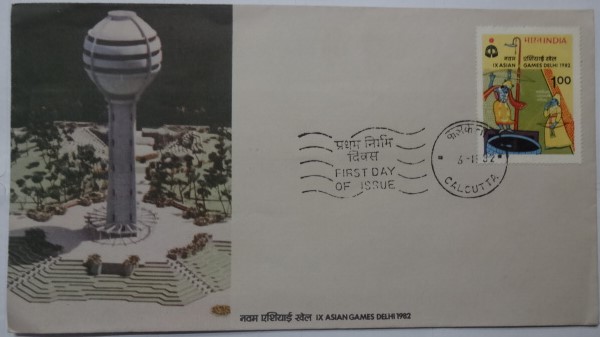 भारत INDIA
नवम एशियाई खेल
IX ASIAN GAMES DELHI 1982
1.00
प्रथम निर्गम
दिवस
FIRST DAY
OF ISSUE
CALCUTTA
नवम एशियाई खेल IX ASIAN GAMES DELHI 1982